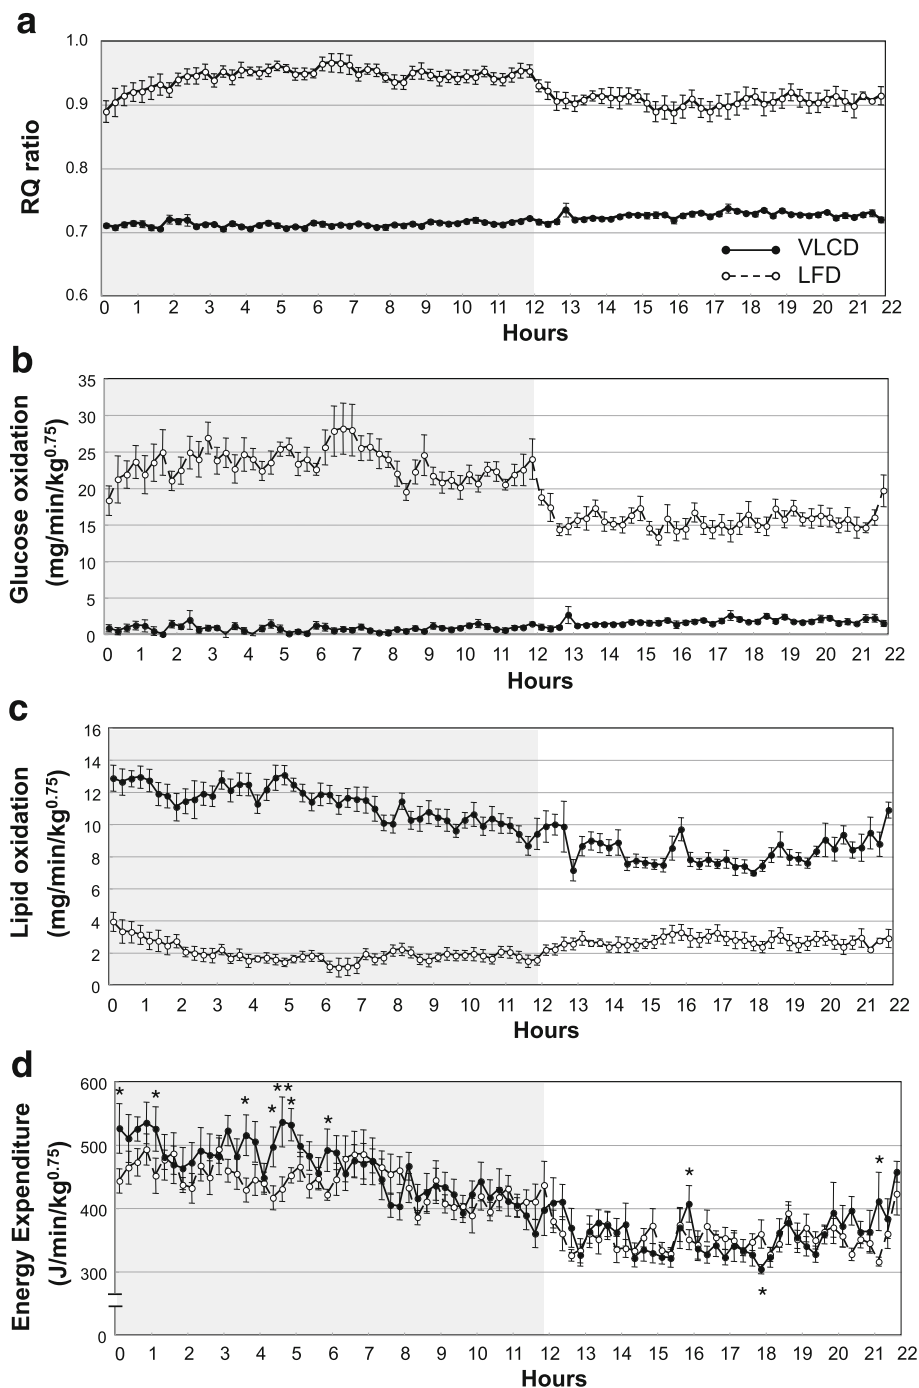 a
1.0
0.9
0.8
0.7
0.6
RQ ratio
VLCD
LFD
0 1 2 3 4 5 6 7 8 9 10 11 12 13 14 15 16 17 18 19 20 21 22
Hours
b
35
30
25
20
15
10
5
0
Glucose oxidation
(mg/min/kg0.75)
0 1 2 3 4 5 6 7 8 9 10 11 12 13 14 15 16 17 18 19 20 21 22
Hours
c
16
14
12
10
8
6
4
2
0
Lipid oxidation
(mg/min/kg0.75)
0 1 2 3 4 5 6 7 8 9 10 11 12 13 14 15 16 17 18 19 20 21 22
Hours
d
600
500
400
300
0
Energy Expenditure
(J/min/kg0.75)
* * * * ** * * * *
0 1 2 3 4 5 6 7 8 9 10 11 12 13 14 15 16 17 18 19 20 21 22
Hours